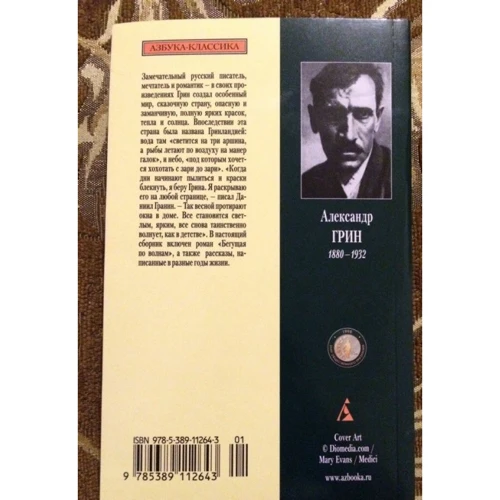 АЗБУКА-КЛАССИКА
Замечательный русский писатель,
мечтатель и романтик – в своих про-
изведениях Грин создал особенный
мир, сказочную страну, опасную и
заманчивую, полную ярких красок,
тепла и солнца. Впоследствии эта
страна была названа Гринландией:
вода там «светится на три аршина,
а рыбы летают по воздуху на манер
галок», и небо, «под которым хочет-
ся хохотать с зари до зари». «Когда
дни начинают пылиться и краски
блекнуть, я беру Грина. Я раскрываю
его на любой странице, – писал Да-
ниил Гранин. – Так весной протирают
окна в доме. Все становится свет-
лым, ярким, все снова таинственно
волнует, как в детстве». В настоящий
сборник включен роман «Бегущая
по волнам», а также рассказы, на-
писанные в разные годы жизни.
Александр
ГРИН
1880 – 1932
ISBN 978-5-389-11264-3
01
9 785389 112643
Cover Art
© Diomedia.com /
Mary Evans / Medici
www.azbooka.ru